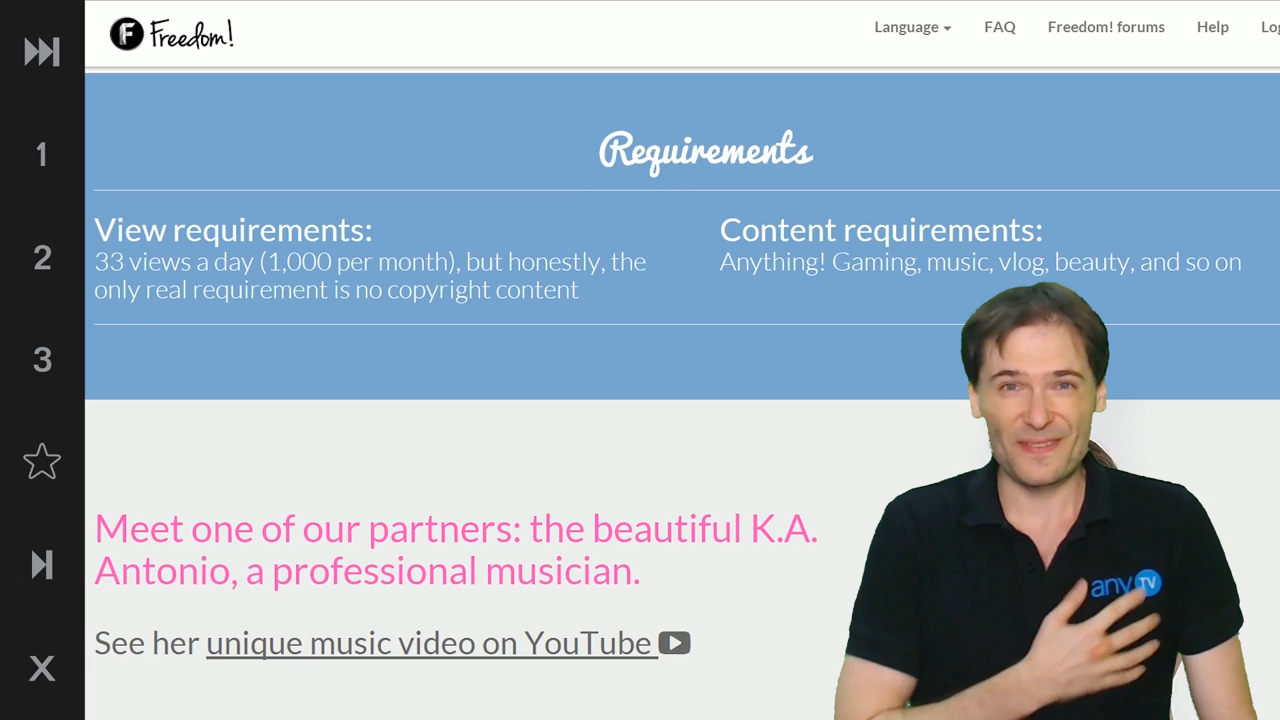 F Freedom!
Language FAQ Freedom! forums Help Log
1
2
3
X
Requirements
View requirements:
33 views a day (1,000 per month), but honestly, the
only real requirement is no copyright content
Content requirements:
Anything! Gaming, music, vlog, beauty, and so on
Meet one of our partners: the beautiful K.A.
Antonio, a professional musician.
See her unique music video on YouTube
any TV